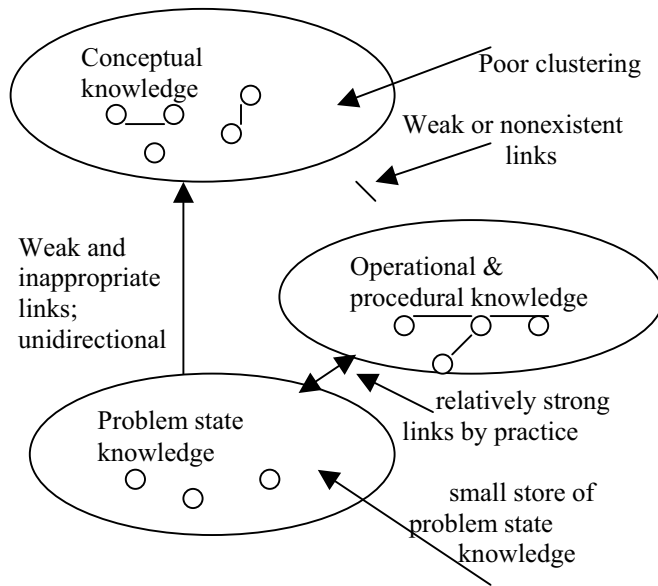 Conceptual
knowledge
Poor clustering
Weak or nonexistent
links
Weak and
inappropriate
links;
unidirectional
Operational &
procedural knowledge
relatively strong
links by practice
Problem state
knowledge
small store of
problem state
knowledge